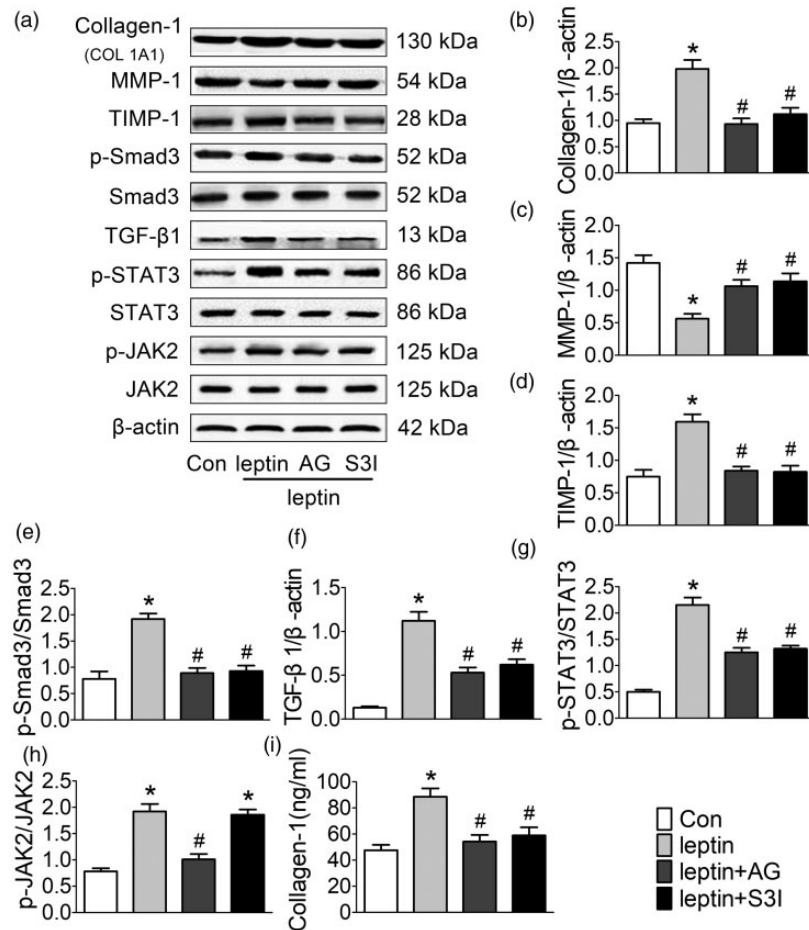 (a)
Collagen-1 130 kDa
(COL 1A1)
MMP-1 54 kDa
TIMP-1 28 kDa
p-Smad3 52 kDa
Smad3 52 kDa
TGF-β1 13 kDa
p-STAT3 86 kDa
STAT3 86 kDa
p-JAK2 125 kDa
JAK2 125 kDa
β-actin 42 kDa
Con leptin AG S3I
leptin
(b)
Collagen-1/β -actin
2.5
2.0
1.5
1.0
0.5
0.0
* # #
(c)
MMP-1/β -actin
2.0
1.5
1.0
0.5
0.0
* # #
(d)
TIMP-1/β -actin
2.0
1.5
1.0
0.5
0.0
* # #
(e)
p-Smad3/Smad3
2.5
2.0
1.5
1.0
0.5
0.0
* # #
(f)
TGF-β 1/β -actin
1.5
1.0
0.5
0.0
* # #
(g)
p-STAT3/STAT3
2.5
2.0
1.5
1.0
0.5
0.0
* # #
(h)
p-JAK2/JAK2
2.5
2.0
1.5
1.0
0.5
0.0
* # *
(i)
Collagen-1(ng/ml)
100
80
60
40
20
0
* # #
Con
leptin
leptin+AG
leptin+S3I